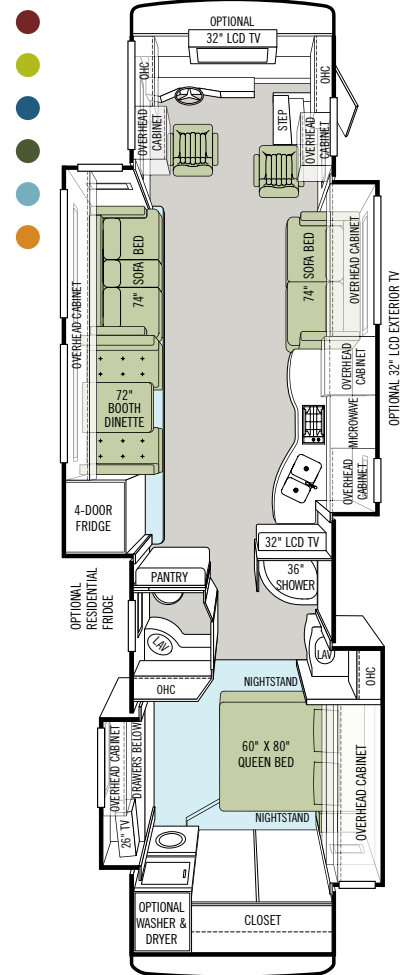 OPTIONAL
32" LCD TV
OHC
OHC
OVERHEAD
CABINET
STEP
OVERHEAD
CABINET
OVERHEAD CABINET
74" SOFA BED
74" SOFA BED
OVERHEAD CABINET
OPTIONAL 32" LCD EXTERIOR TV
72"
BOOTH
DINETTE
OVERHEAD
CABINET
MICROWAVE
OVERHEAD
CABINET
4-DOOR
FRIDGE
32" LCD TV
OPTIONAL
RESIDENTIAL
FRIDGE
PANTRY
36"
SHOWER
LAV
LAV
OHC
NIGHTSTAND
OHC
OVERHEAD CABINET
DRAWERS BELOW
26" TV
60" X 80"
QUEEN BED
OVERHEAD CABINET
NIGHTSTAND
OPTIONAL
WASHER &
DRYER
CLOSET